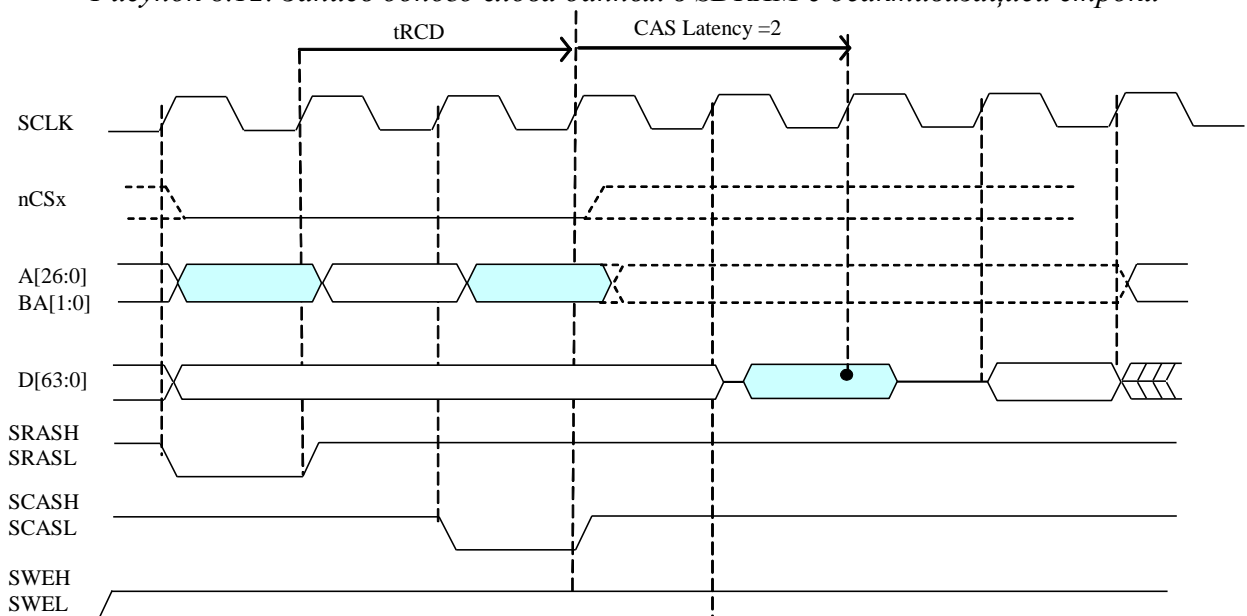 tRCD
CAS Latency =2
SCLK
nCSx
A[26:0]
BA[1:0]
D[63:0]
SRASH
SRASL
SCASH
SCASL
SWEH
SWEL